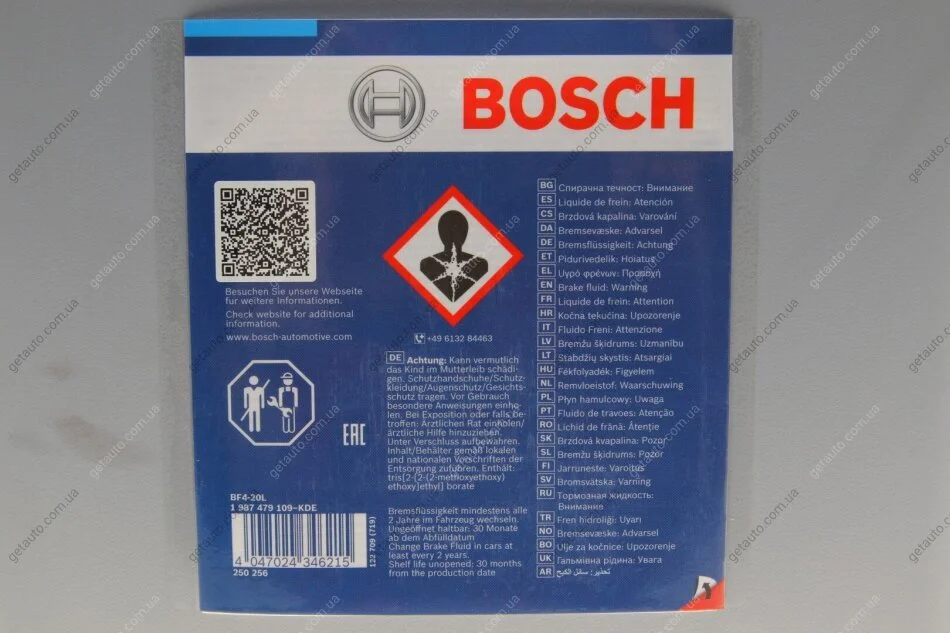 BOSCH
Besuchen Sie unsere Webseite
für weitere Informationen.
Check website for additional
information.
www.bosch-automotive.com
EAC
BF4-20L
1 987 479 109-KDE
4 047024 346215
250 256
122 709 (719)
+49 6132 84463
DE Achtung: Kann vermutlich
das Kind im Mutterleib schädi-
gen. Schutzhandschuhe/Schutz-
kleidung/Augenschutz/Gesichts-
schutz tragen. Vor Gebrauch
besondere Anweisungen einho-
len. Bei Exposition oder falls be-
troffen: Ärztlichen Rat einholen/
ärztliche Hilfe hinzuziehen.
Unter Verschluss aufbewahren.
Inhalt/Behälter gemäß lokalen
und nationalen Vorschriften der
Entsorgung zuführen. Enthält:
tris[2-[2-(2-methoxyethoxy)
ethoxy]ethyl] borate
Bremsflüssigkeit mindestens alle
2 Jahre im Fahrzeug wechseln.
Ungeöffnet haltbar: 30 Monate
ab dem Abfülldatum
Change Brake Fluid in cars at
least every 2 years.
Shelf life unopened: 30 months
from the production date
BG Спирачна течност: Внимание
ES Liquide de frein: Atención
CS Brzdová kapalina: Varování
DA Bremsevæske: Advarsel
DE Bremsflüssigkeit: Achtung
ET Pidurivedelik: Hoiatus
EL Υγρό φρένων: Προσοχή
EN Brake fluid: Warning
FR Liquide de frein: Attention
HR Kočna tekućina: Upozorenje
IT Fluido Freni: Attenzione
LV Bremžu šķidrums: Uzmanību
LT Stabdžių skystis: Atsargiai
HU Fékfolyadék: Figyelem
NL Remvloeistof: Waarschuwing
PL Płyn hamulcowy: Uwaga
PT Fluido de travoes: Atenção
RO Lichid de frână: Atenţie
SK Brzdová kvapalina: Pozor
SL Bremžu šķidrums: Pozor
FI Jarruneste: Varoitus
SV Bromsvätska: Varning
RU Тормозная жидкость:
Внимание
TR Fren hidroliği: Uyarı
NO Bremsevæske: Advarsel
BO Ulje za kočnice: Upozorenje
UK Гальмівна рідина: Увага
AR تحذير: سائل الكبح
getauto.com.ua